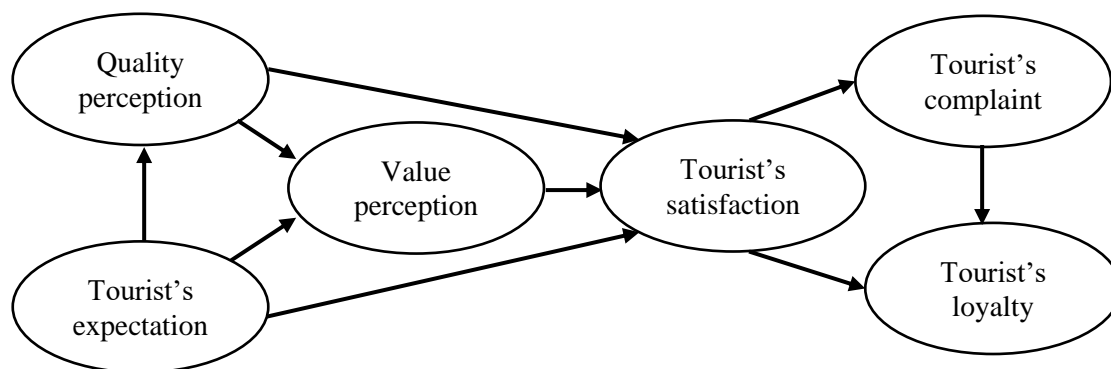 Quality
perception
Tourist’s
complaint
Value
perception
Tourist’s
satisfaction
Tourist’s
expectation
Tourist’s
loyalty